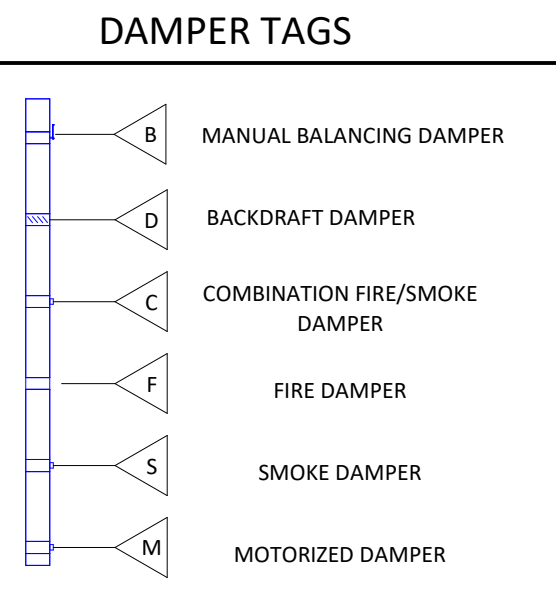 DAMPER TAGS
B MANUAL BALANCING DAMPER
D BACKDRAFT DAMPER
C COMBINATION FIRE/SMOKE
DAMPER
F FIRE DAMPER
S SMOKE DAMPER
M MOTORIZED DAMPER